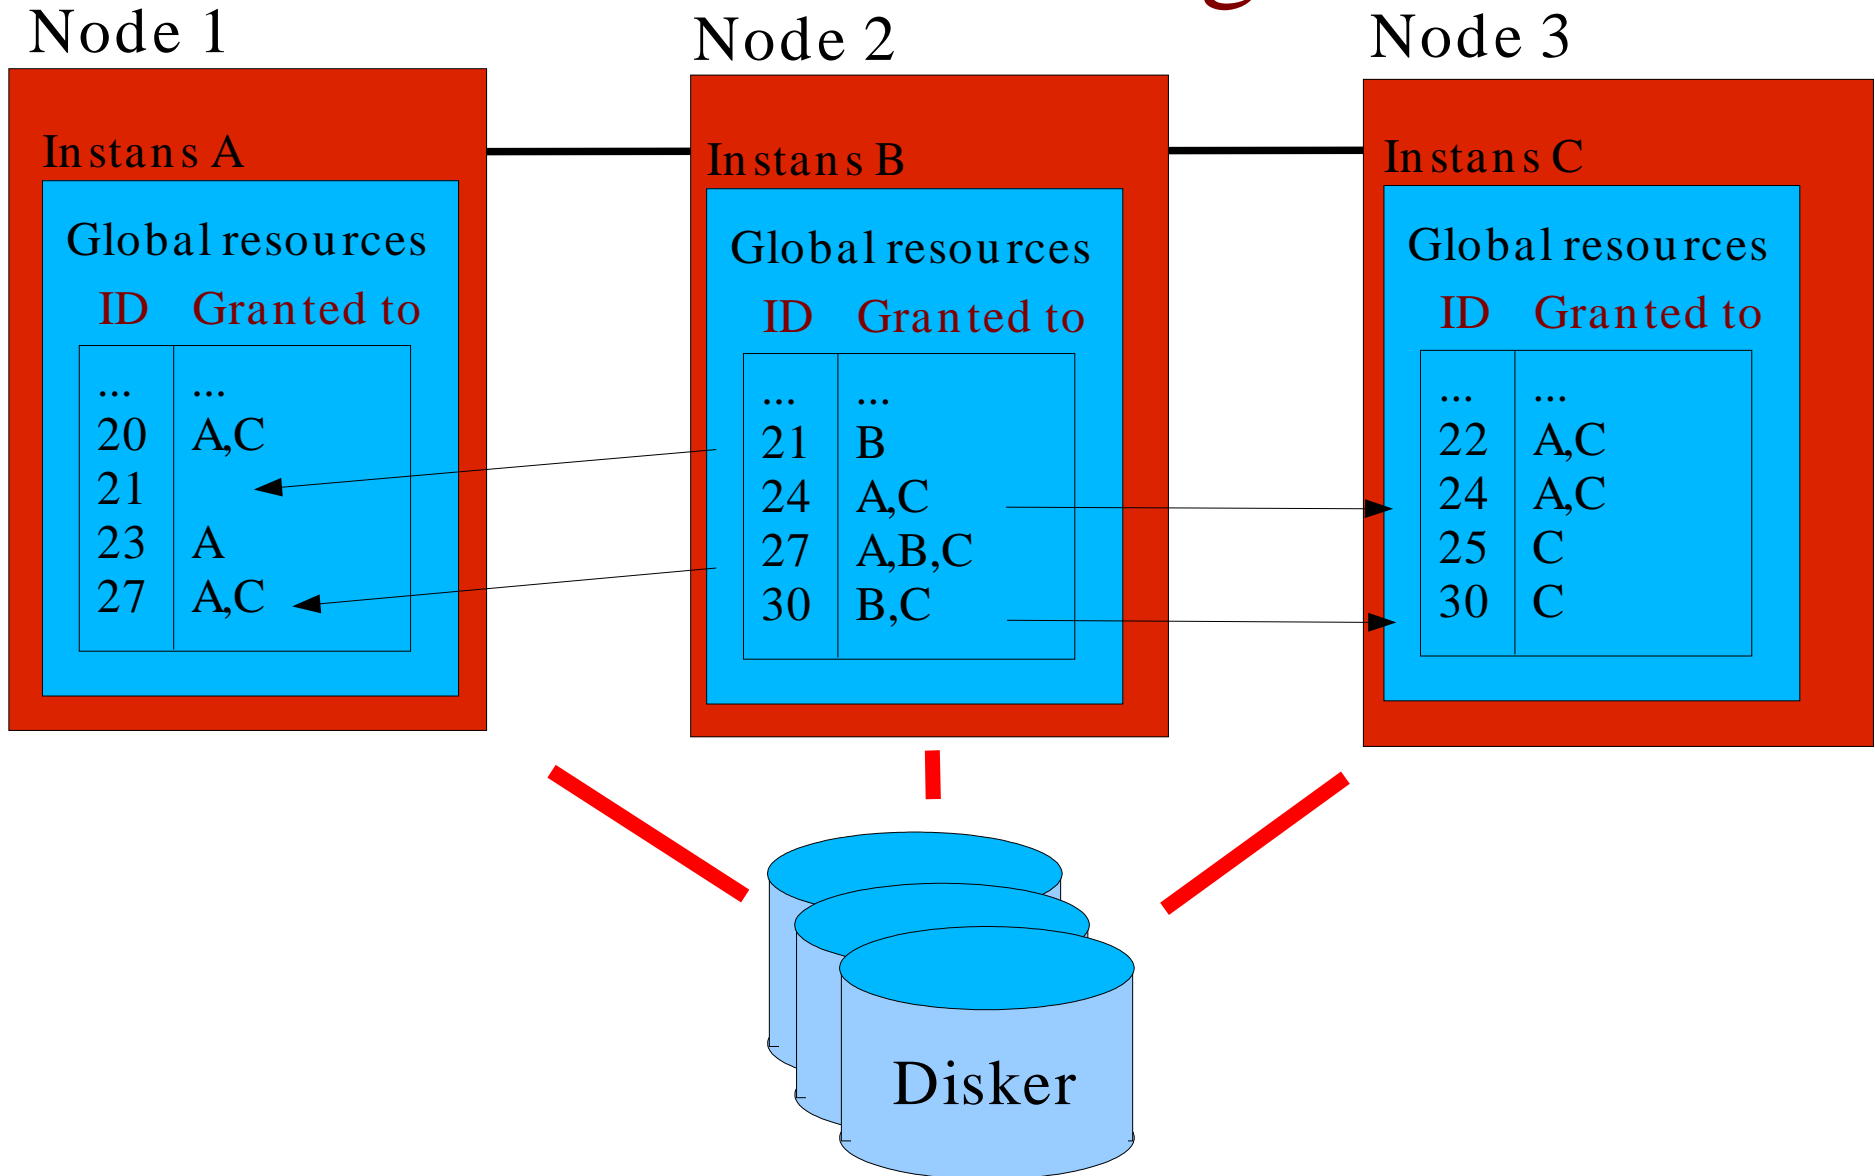 Node 1
Instans A
Global resources
ID Granted to
... ...
20 A,C
21
23 A
27 A,C
Node 2
Instans B
Global resources
ID Granted to
... ...
21 B
24 A,C
27 A,B,C
30 B,C
Node 3
Instans C
Global resources
ID Granted to
... ...
22 A,C
24 A,C
25 C
30 C
Disker